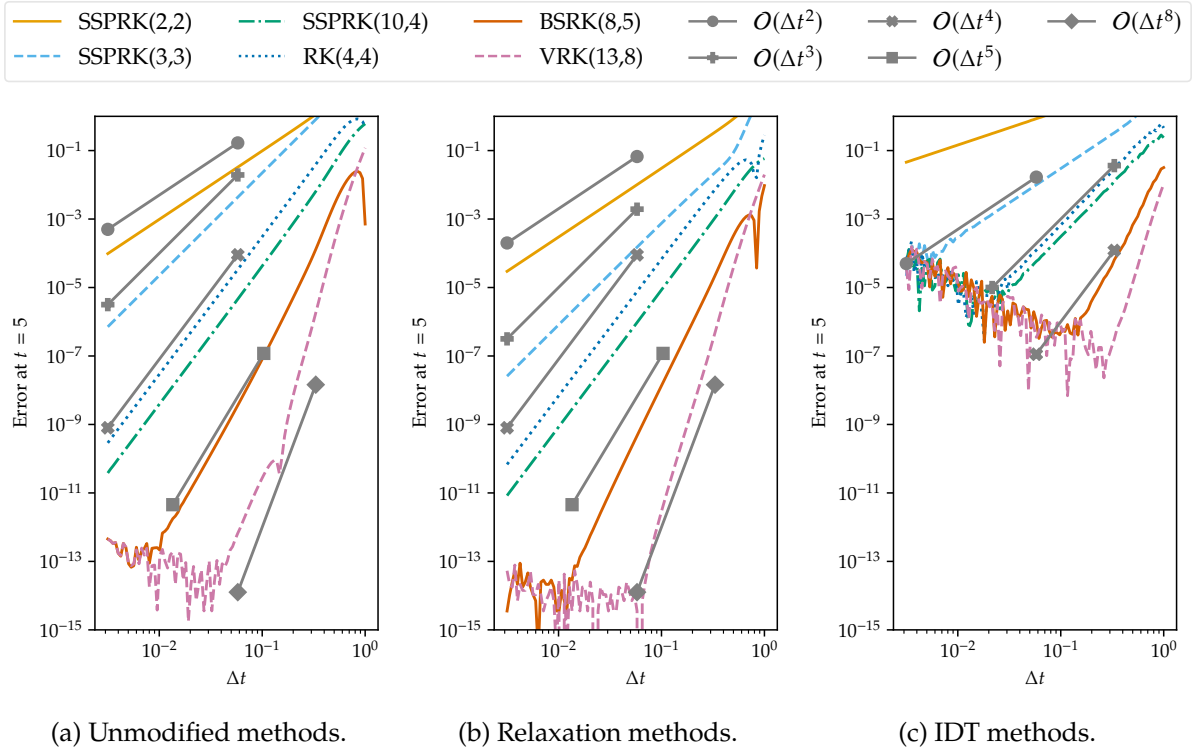 SSPRK(2,2) SSPRK(10,4) BSRK(8,5) O(Δt²) O(Δt⁴) O(Δt⁸)
SSPRK(3,3) RK(4,4) VRK(13,8) O(Δt³) O(Δt⁵)
Error at t = 5
10⁻¹
10⁻³
10⁻⁵
10⁻⁷
10⁻⁹
10⁻¹¹
10⁻¹³
10⁻¹⁵
10⁻² 10⁻¹ 10⁰
Δt
(a) Unmodified methods.
Error at t = 5
10⁻¹
10⁻³
10⁻⁵
10⁻⁷
10⁻⁹
10⁻¹¹
10⁻¹³
10⁻¹⁵
10⁻² 10⁻¹ 10⁰
Δt
(b) Relaxation methods.
Error at t = 5
10⁻¹
10⁻³
10⁻⁵
10⁻⁷
10⁻⁹
10⁻¹¹
10⁻¹³
10⁻¹⁵
10⁻² 10⁻¹ 10⁰
Δt
(c) IDT methods.